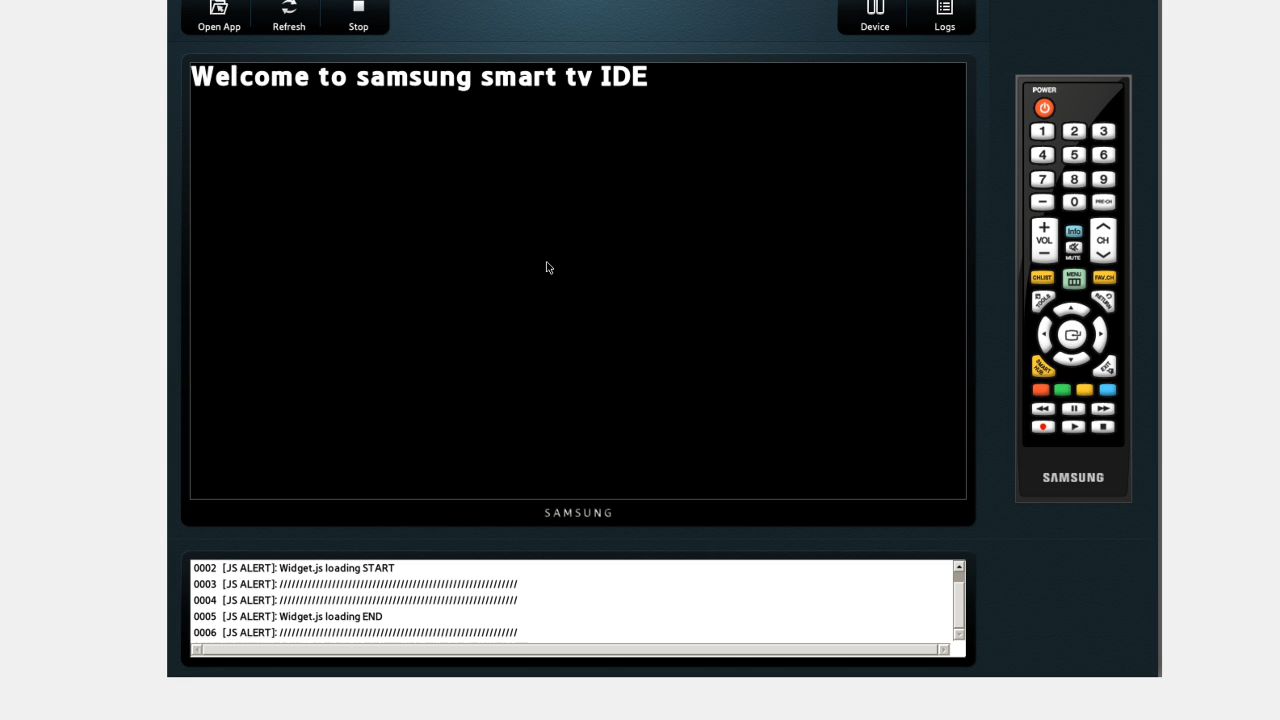 Open App Refresh Stop Device Logs
Welcome to samsung smart tv IDE
SAMSUNG
0002 [JS ALERT]: Widget.js loading START
0003 [JS ALERT]: ////////////////////////////////////////////////////////////
0004 [JS ALERT]: ////////////////////////////////////////////////////////////
0005 [JS ALERT]: Widget.js loading END
0006 [JS ALERT]: ////////////////////////////////////////////////////////////
POWER
1 2 3
4 5 6
7 8 9
− 0 PRE-CH
+ Info
VOL CH
− MUTE
CH LIST MENU FAV.CH
TOOLS RETURN
SMART HUB EXIT
SAMSUNG